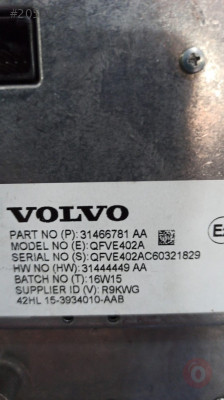 VOLVO
PART NO (P): 31466781 AA
MODEL NO (E): QFVE402A
SERIAL NO (S): QFVE402AC60321829
HW NO (HW): 31444449 AA
BATCH NO (T): 16W15
SUPPLIER ID (V): R9KWG
42HL 15-3934010-AAB